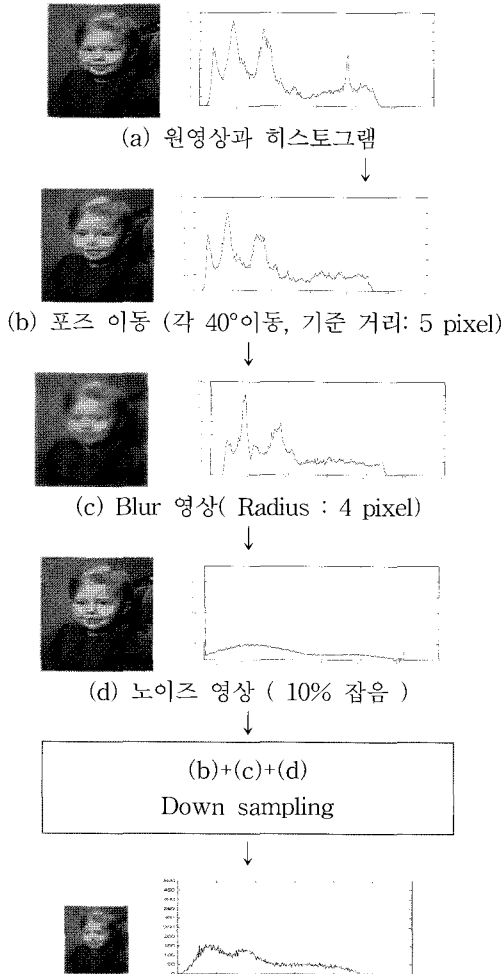 (a) 원영상과 히스토그램
(b) 포즈 이동 (각 40°이동, 기준 거리: 5 pixel)
(c) Blur 영상( Radius : 4 pixel)
(d) 노이즈 영상 ( 10% 잡음 )
(b)+(c)+(d)
Down sampling